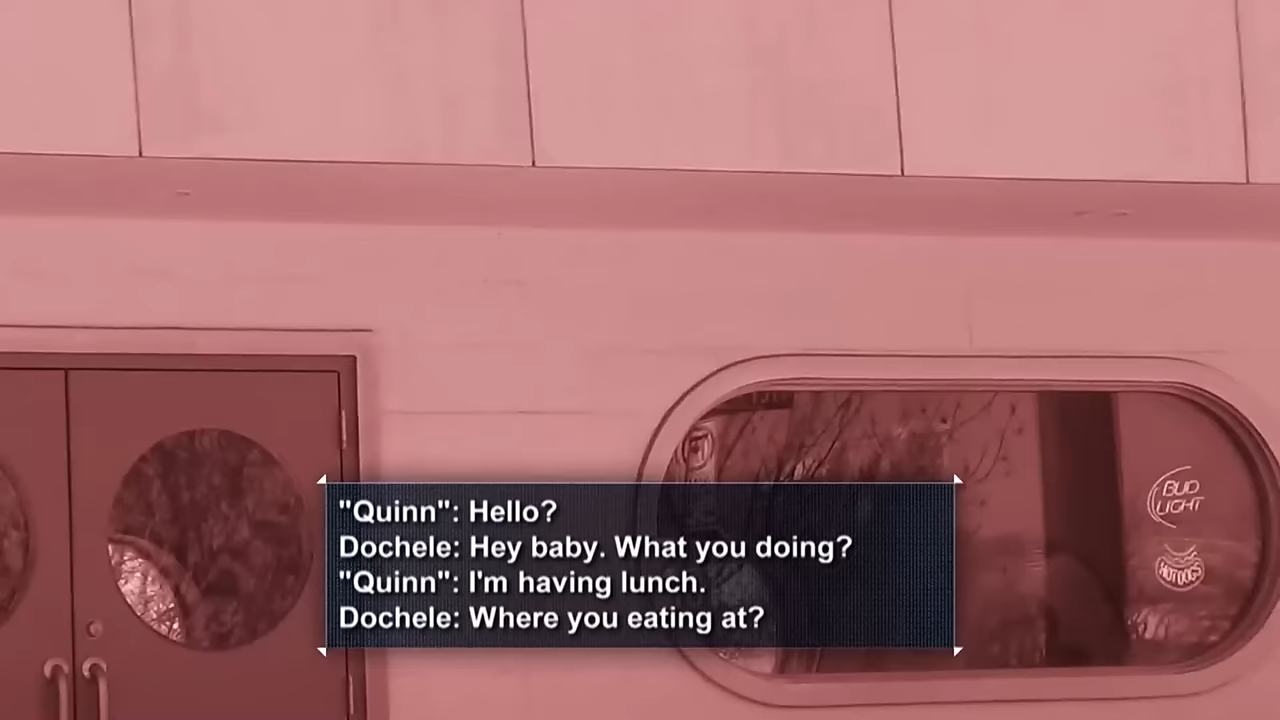 "Quinn": Hello?
Dochele: Hey baby. What you doing?
"Quinn": I'm having lunch.
Dochele: Where you eating at?
BUD
LIGHT
HOT DOGS